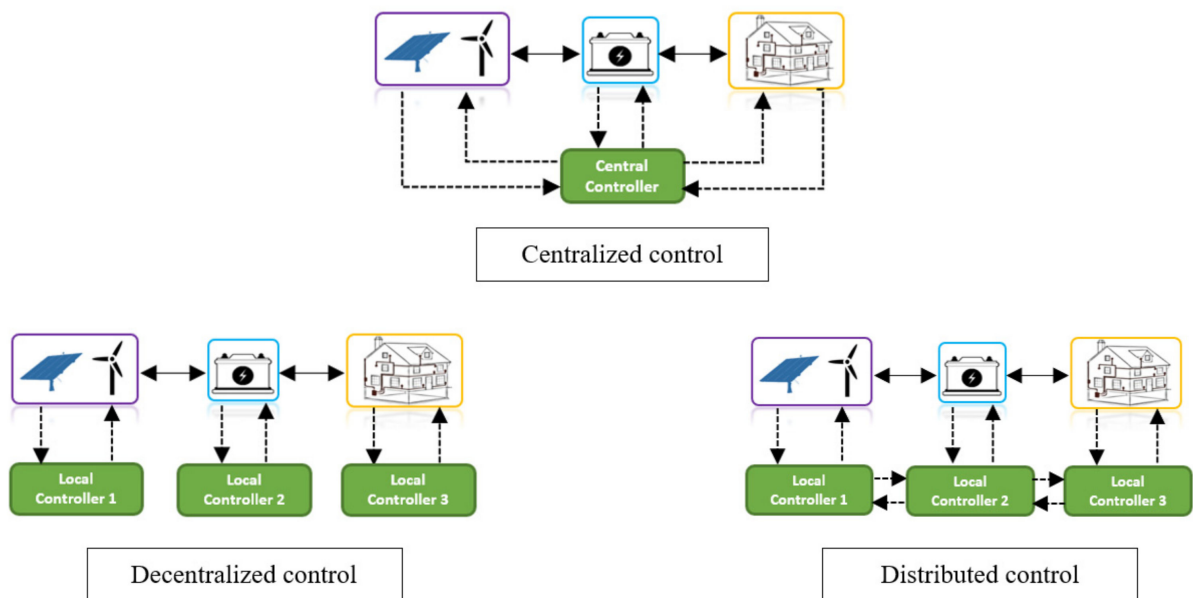 Central
Controller
Centralized control
Local
Controller 1
Local
Controller 2
Local
Controller 3
Decentralized control
Local
Controller 1
Local
Controller 2
Local
Controller 3
Distributed control